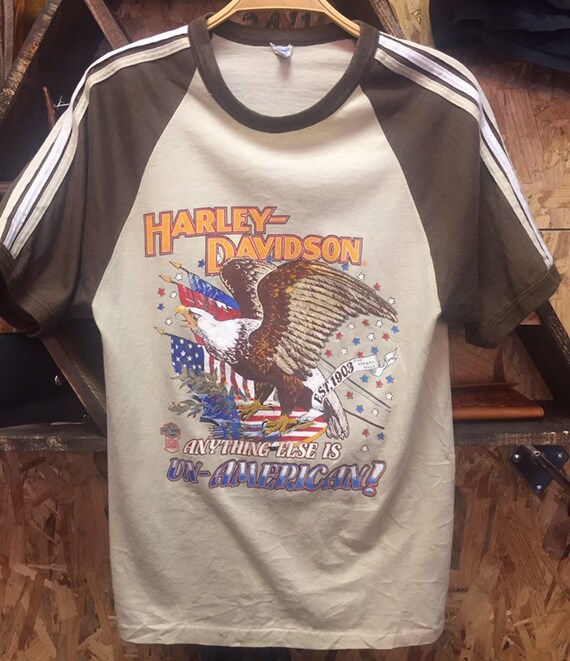 HARLEY-
DAVIDSON
EST. 1903
ANYTHING ELSE IS
UN-AMERICAN!